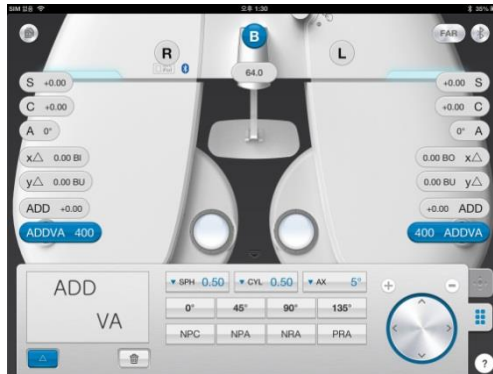 SIM 없음 오후 1:30 35%
R B L FAR
64.0
S +0.00 +0.00 S
C +0.00 +0.00 C
A 0° 0° A
x△ 0.00 BI 0.00 BO x△
y△ 0.00 BU 0.00 BU y△
ADD +0.00 +0.00 ADD
ADDVA 400 400 ADDVA
ADD
VA
▼ SPH 0.50 ▼ CYL 0.50 ▼ AX 5°
0° 45° 90° 135°
NPC NPA NRA PRA
?